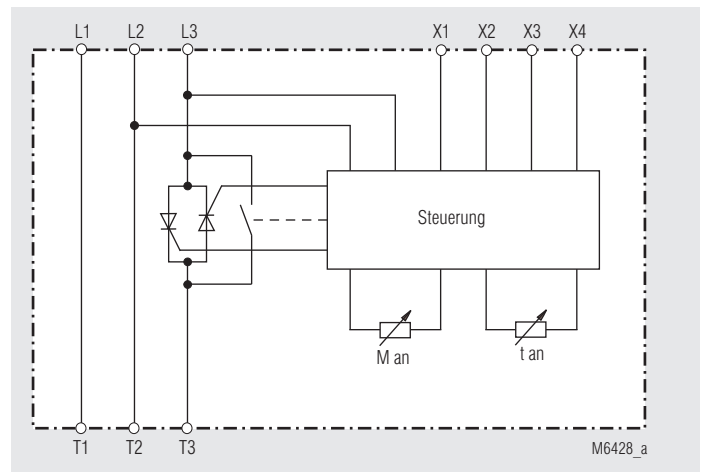 L1 L2 L3 X1 X2 X3 X4
Steuerung
M an t an
T1 T2 T3 M6428_a